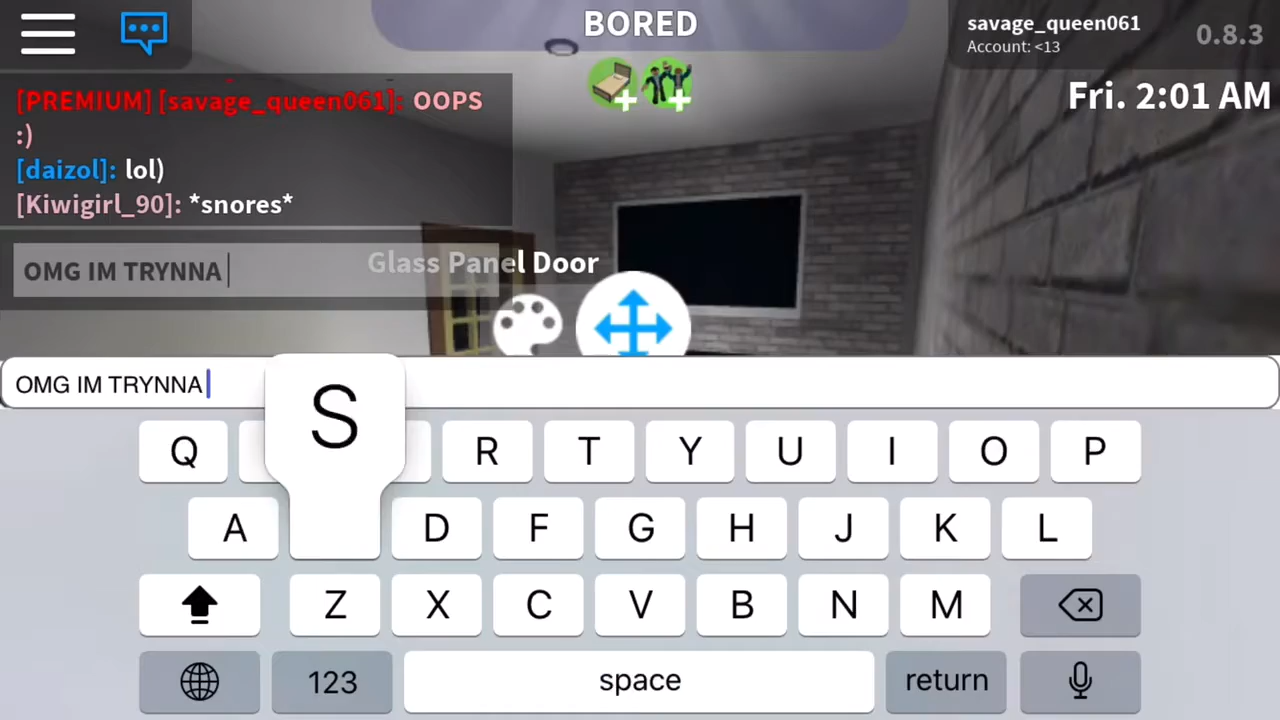 BORED
savage_queen061
Account: <13
0.8.3
Fri. 2:01 AM
[PREMIUM] [savage_queen061]: OOPS
:)
[daizol]: lol)
[Kiwigirl_90]: *snores*
OMG IM TRYNNA
Glass Panel Door
OMG IM TRYNNA
S
Q R T Y U I O P
A D F G H J K L
Z X C V B N M
123 space return